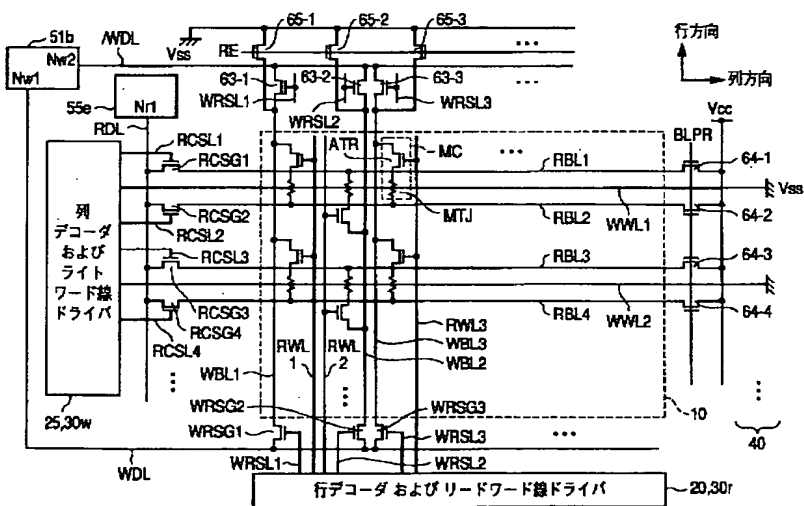 65-1 65-2 65-3
51b
/WDL
Vss
RE
Nw2
Nw1
行方向
列方向
55e
Nr1
63-1 63-2 63-3
WRSL1
WRSL2
WRSL3
Vcc
BLPR
RDL
RCSL1
RCSG1
ATR
MC
RBL1
64-1
Vss
RCSG2
MTJ
WWL1
RBL2
64-2
RCSL2
列
デコーダ
および
ライト
ワード線
ドライバ
RCSL3
RBL3
64-3
WWL2
RCSG3
RCSG4
RBL4
64-4
RCSL4
RWL1
RWL2
RWL3
WBL3
WBL2
WBL1
WRSG2
WRSG3
WRSG1
10
40
25,30w
WRSL3
WDL
WRSL1
WRSL2
行デコーダ および リードワード線ドライバ
20,30r